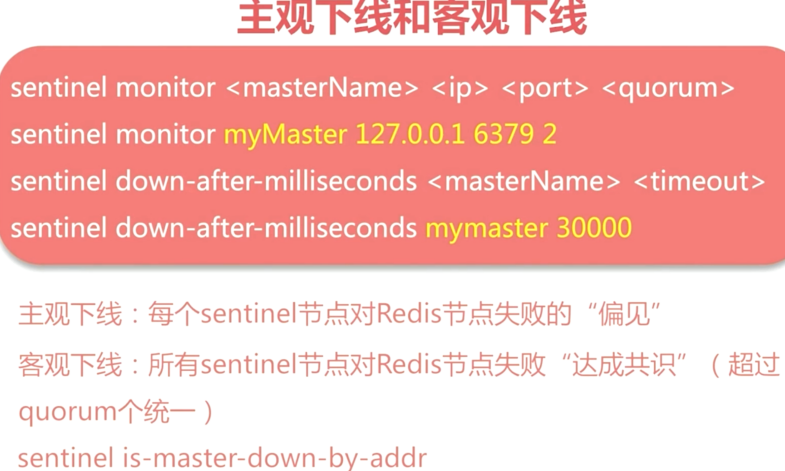 主观下线和客观下线
sentinel monitor <masterName> <ip> <port> <quorum>
sentinel monitor myMaster 127.0.0.1 6379 2
sentinel down-after-milliseconds <masterName> <timeout>
sentinel down-after-milliseconds mymaster 30000
主观下线：每个sentinel节点对Redis节点失败的“偏见”
客观下线：所有sentinel节点对Redis节点失败“达成共识”（超过
quorum个统一）
sentinel is-master-down-by-addr